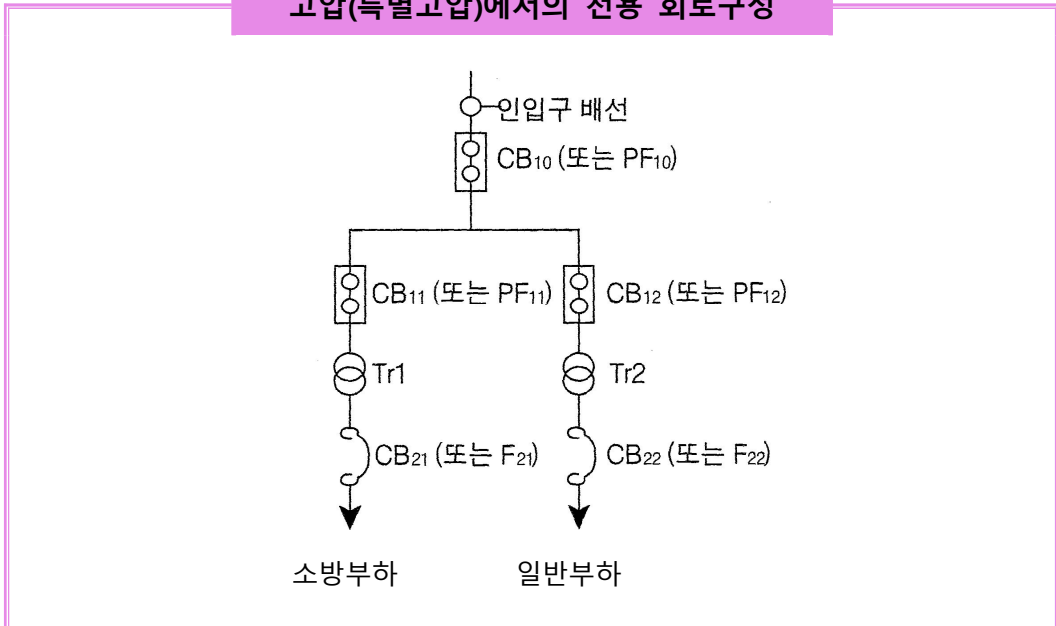 고압(특별고압)에서의 전용 회로구성
인입구 배선
CB10 (또는 PF10)
CB11 (또는 PF11) CB12 (또는 PF12)
Tr1 Tr2
CB21 (또는 F21) CB22 (또는 F22)
소방부하 일반부하